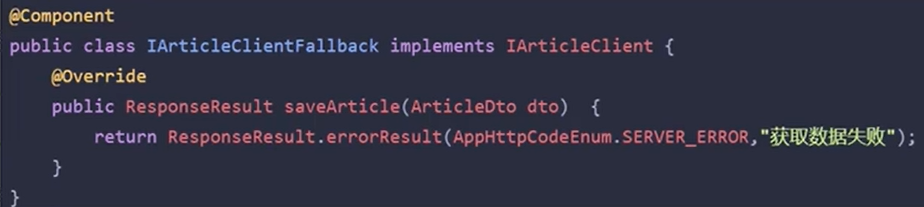 @Component
public class IArticleClientFallback implements IArticleClient {
@Override
public ResponseResult saveArticle(ArticleDto dto) {
return ResponseResult.errorResult(AppHttpCodeEnum.SERVER_ERROR,"获取数据失败");
}
}